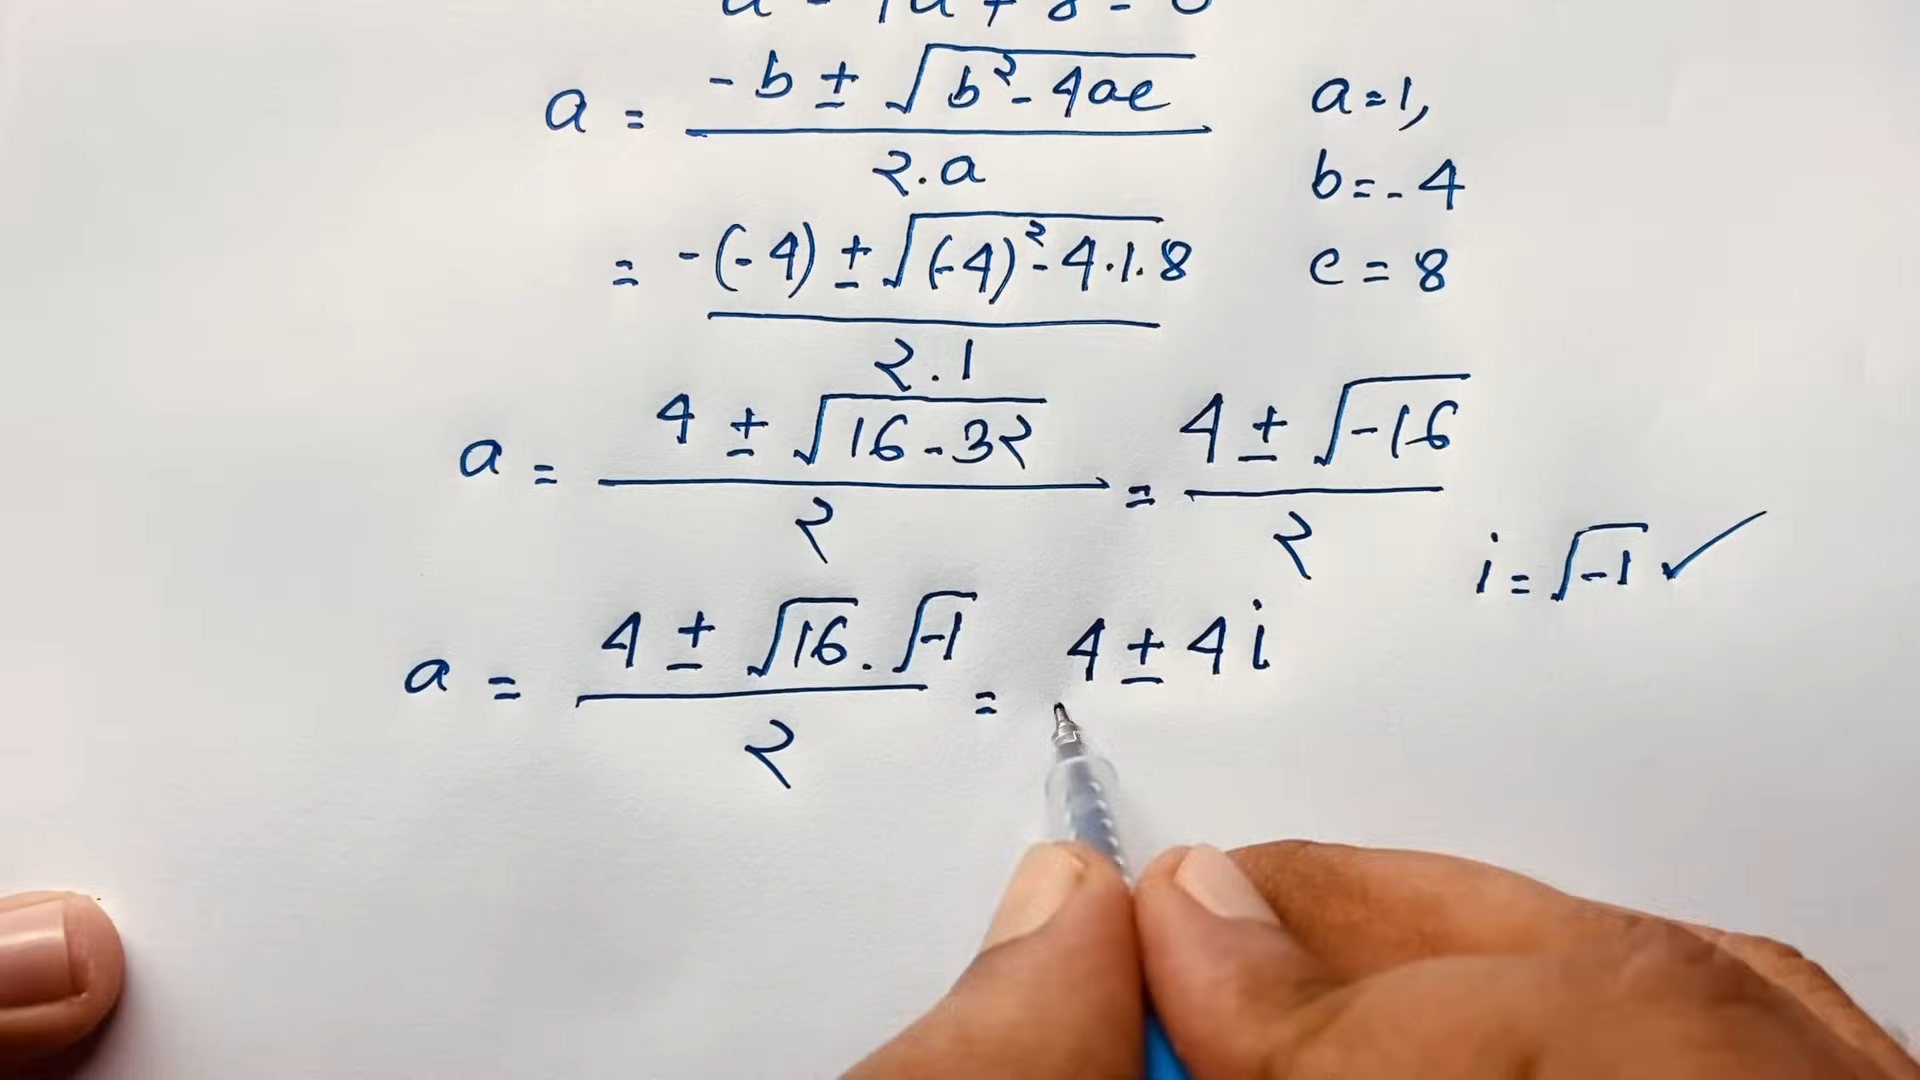 a = (-b ± √(b² - 4ac)) / 2.a
a = 1,
b = -4
c = 8
= (-(-4) ± √((-4)² - 4.1.8)) / 2.1
a = (4 ± √(16 - 32)) / 2 = (4 ± √(-16)) / 2
i = √-1 ✓
a = (4 ± √16 . √-1) / 2 = 4 ± 4i